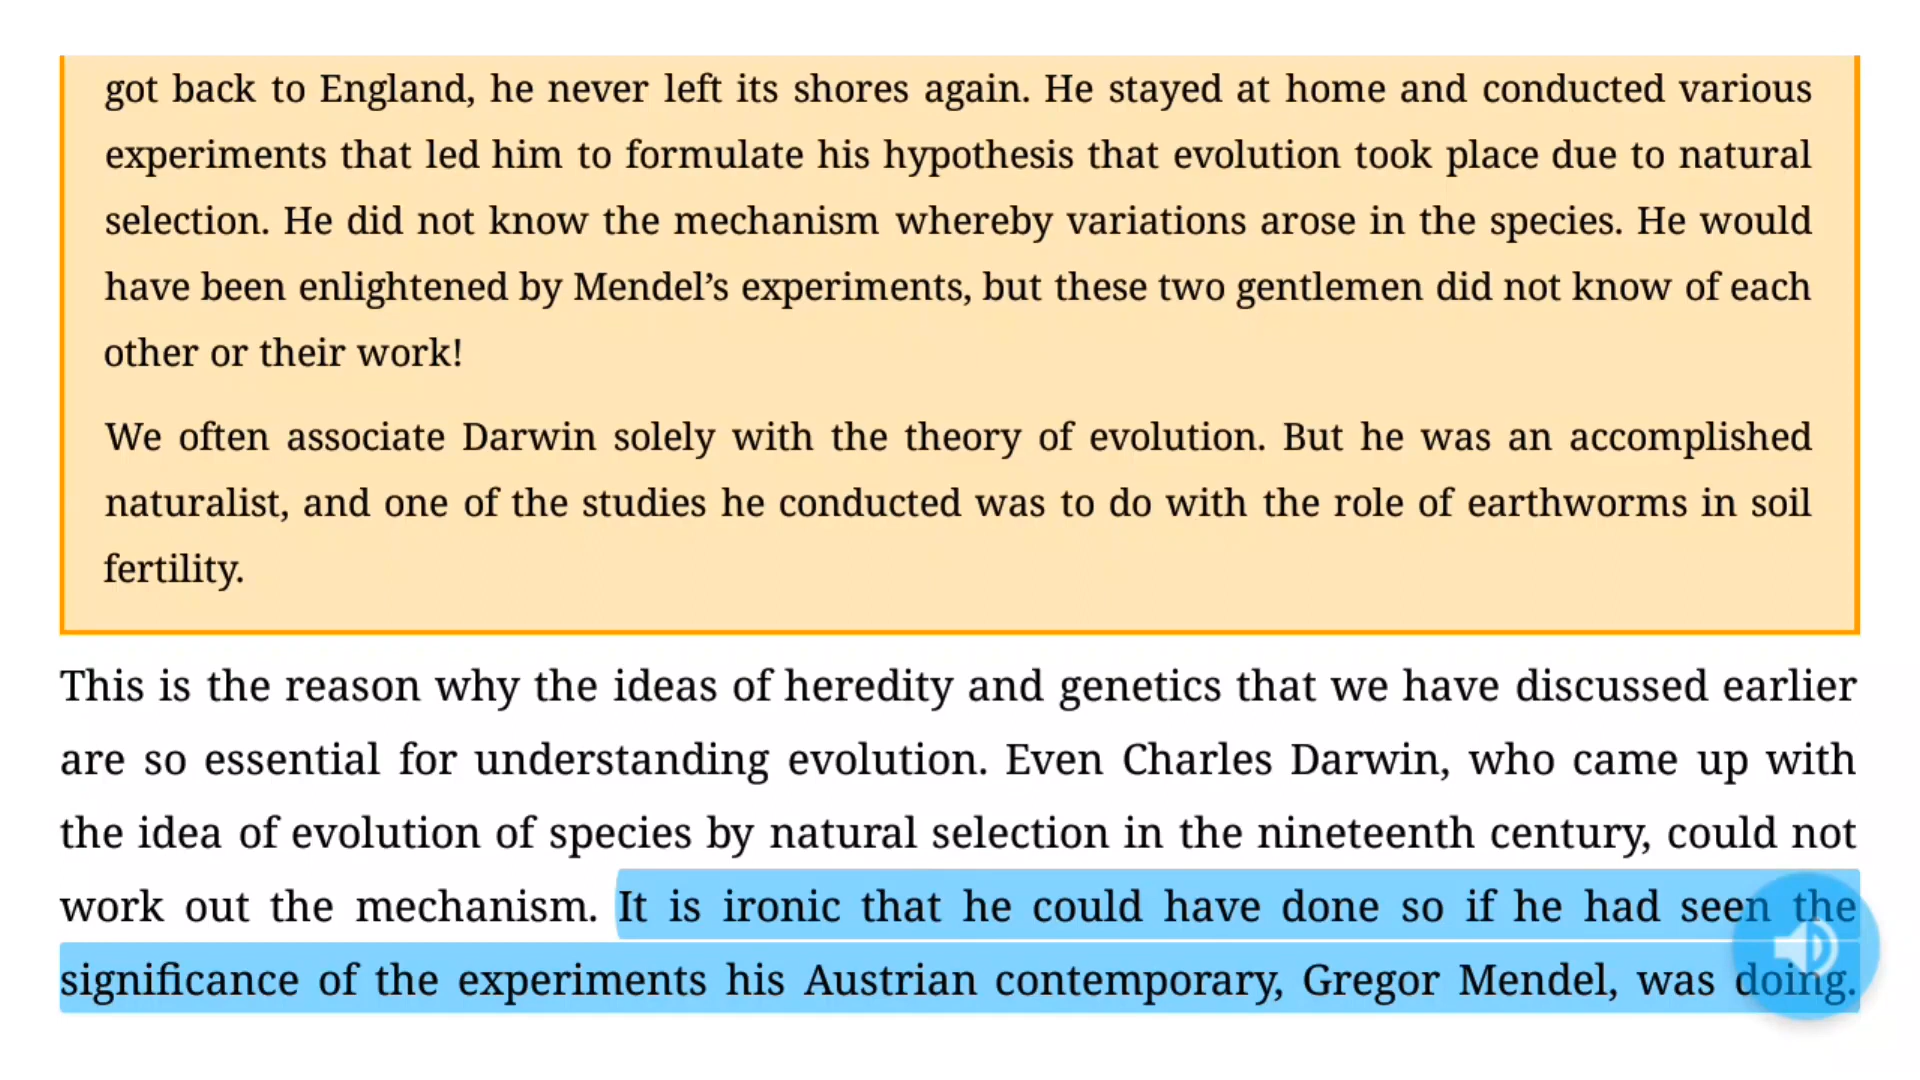 got back to England, he never left its shores again. He stayed at home and conducted various
experiments that led him to formulate his hypothesis that evolution took place due to natural
selection. He did not know the mechanism whereby variations arose in the species. He would
have been enlightened by Mendel’s experiments, but these two gentlemen did not know of each
other or their work!
We often associate Darwin solely with the theory of evolution. But he was an accomplished
naturalist, and one of the studies he conducted was to do with the role of earthworms in soil
fertility.
This is the reason why the ideas of heredity and genetics that we have discussed earlier
are so essential for understanding evolution. Even Charles Darwin, who came up with
the idea of evolution of species by natural selection in the nineteenth century, could not
work out the mechanism. It is ironic that he could have done so if he had seen the
significance of the experiments his Austrian contemporary, Gregor Mendel, was doing.